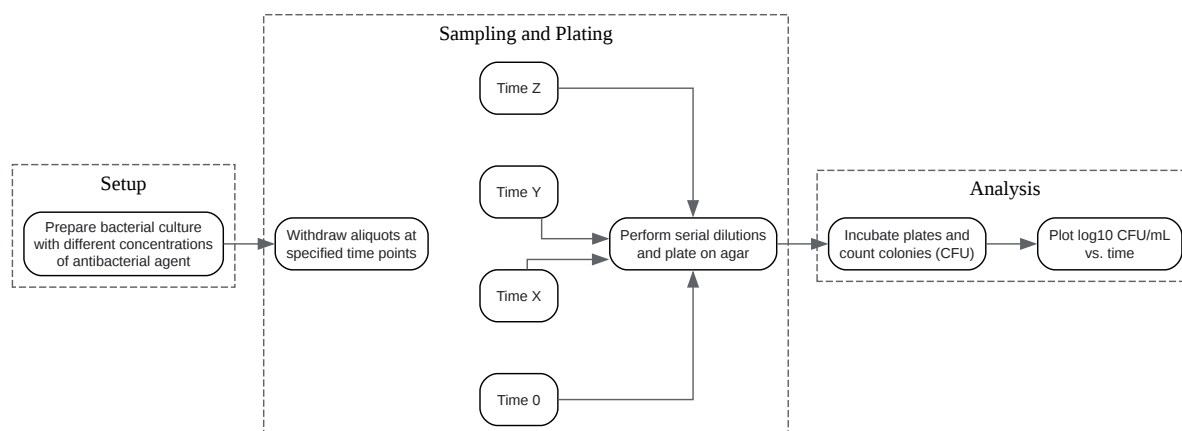 Sampling and Plating
Time Z
Setup
Time Y
Analysis
Prepare bacterial culture
with different concentrations
of antibacterial agent
Withdraw aliquots at
specified time points
Perform serial dilutions
and plate on agar
Incubate plates and
count colonies (CFU)
Plot log10 CFU/mL
vs. time
Time X
Time 0